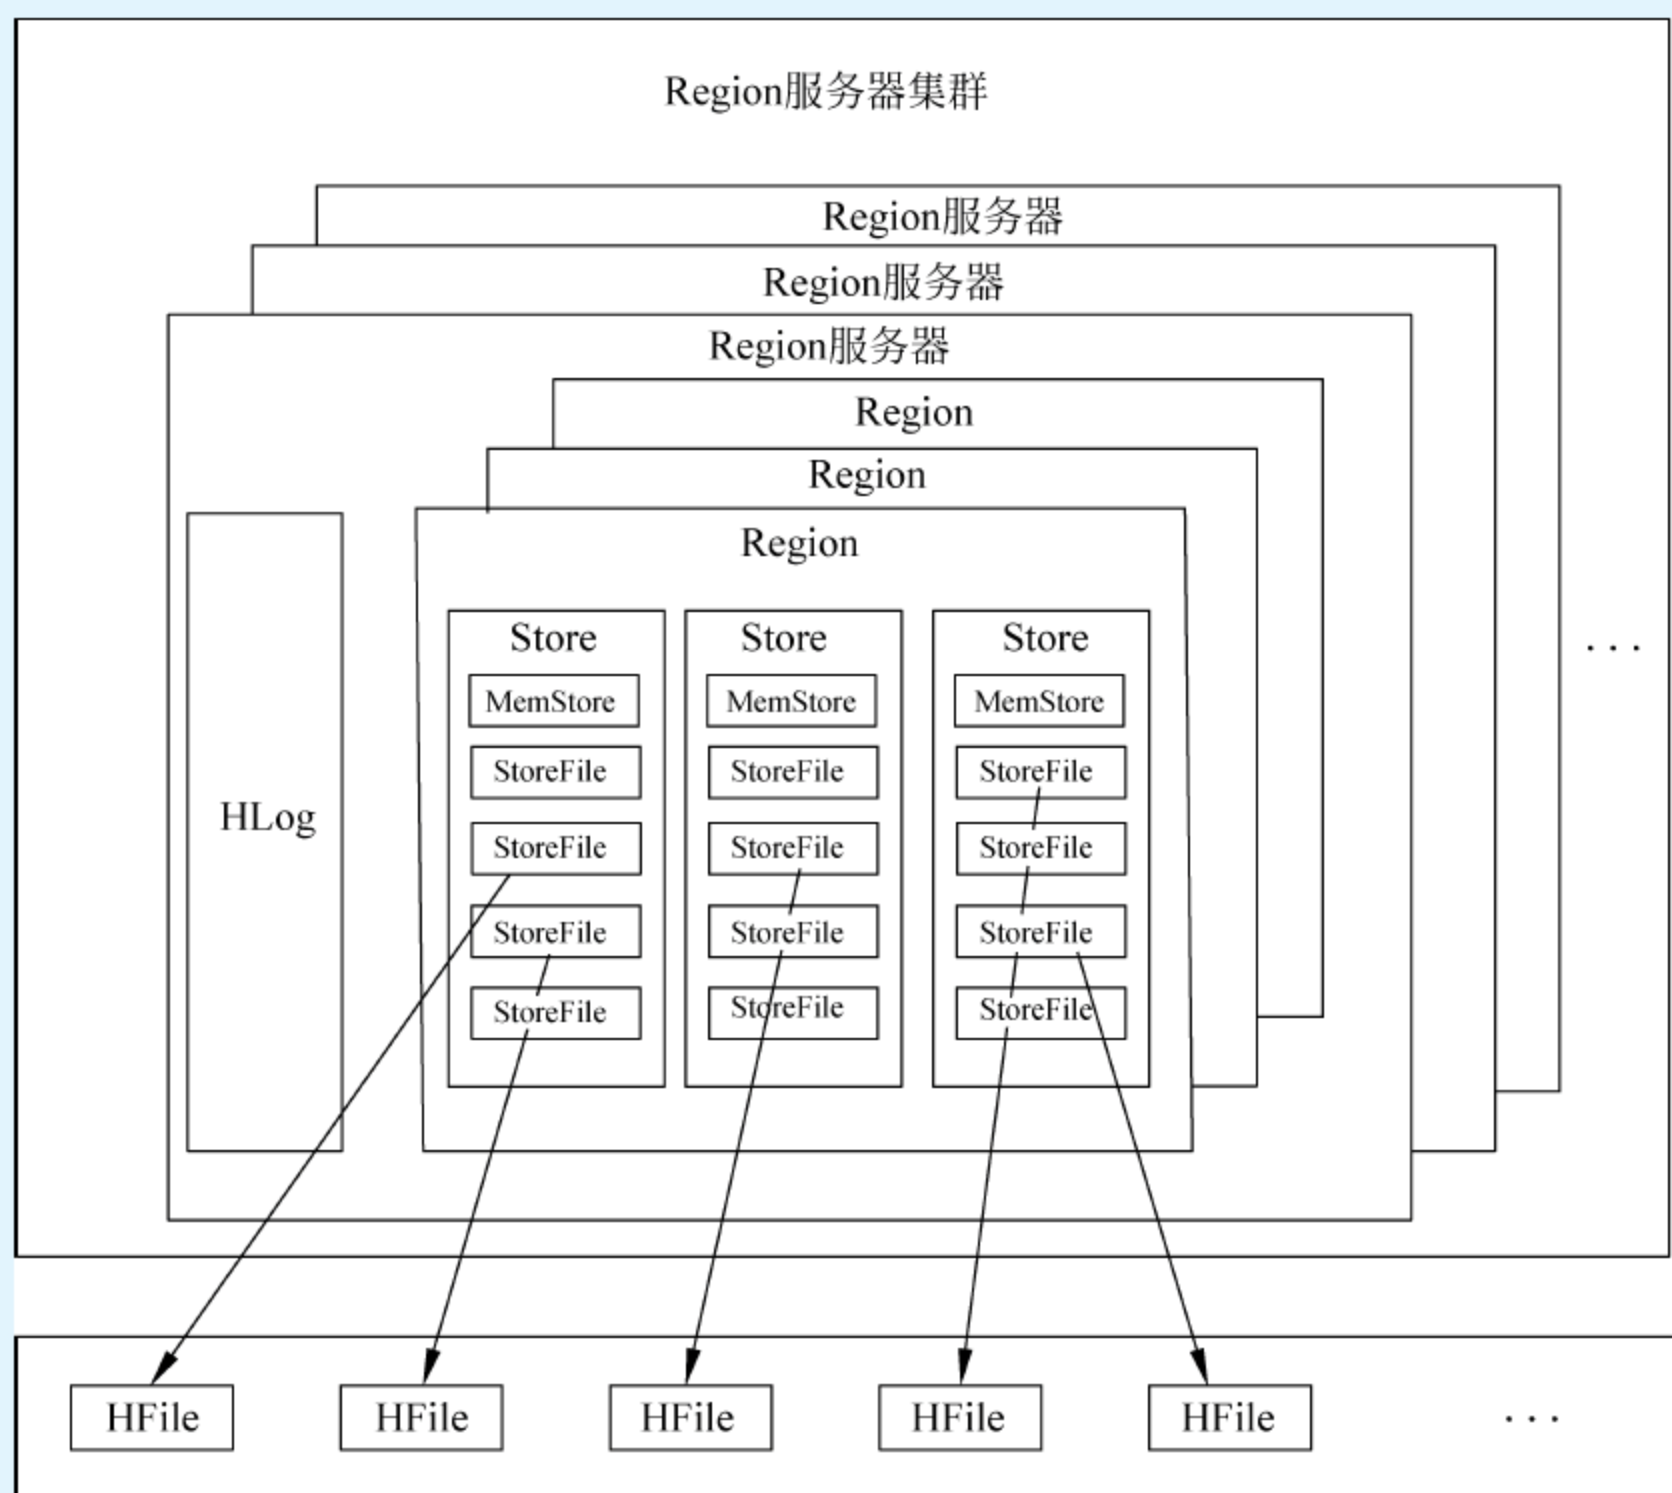 Region服务器集群
Region服务器
Region服务器
Region服务器
Region
Region
Region
HLog
Store Store Store
MemStore MemStore MemStore
StoreFile StoreFile StoreFile
StoreFile StoreFile StoreFile
StoreFile StoreFile StoreFile
StoreFile StoreFile StoreFile
...
HFile HFile HFile HFile HFile ...